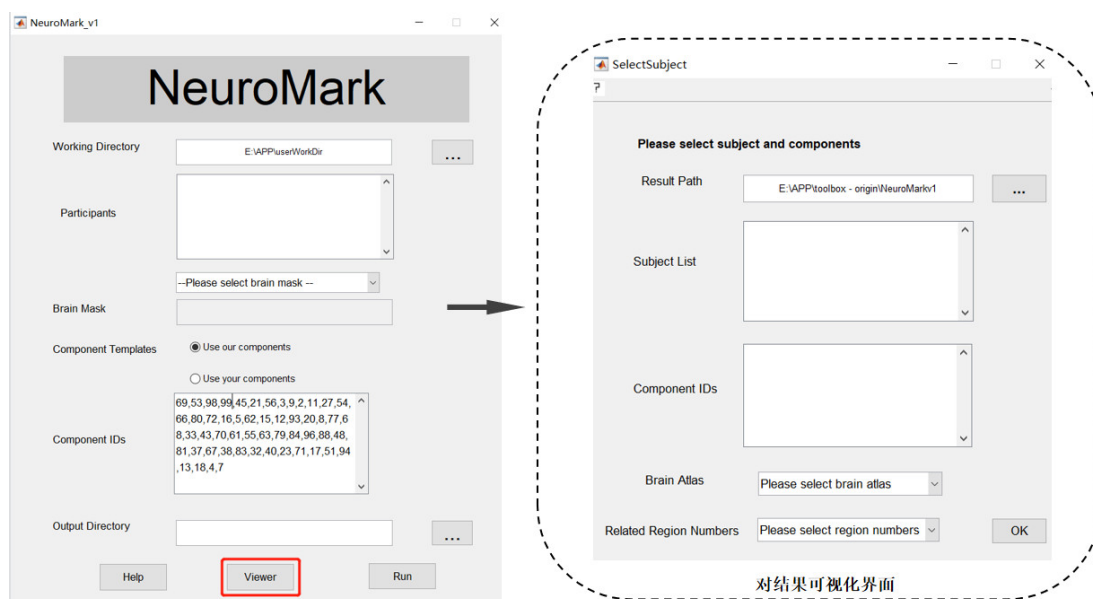 NeuroMark_v1
NeuroMark
Working Directory
E:\APP\userWorkDir
...
Participants
--Please select brain mask --
Brain Mask
Component Templates
Use our components
Use your components
Component IDs
69,53,98,99,45,21,56,3,9,2,11,27,54,
66,80,72,16,5,62,15,12,93,20,8,77,6
8,33,43,70,61,55,63,79,84,96,88,48,
81,37,67,38,83,32,40,23,71,17,51,94
,13,18,4,7
Output Directory
...
Help
Viewer
Run
SelectSubject
Please select subject and components
Result Path
E:\APP\toolbox - origin\NeuroMarkv1
...
Subject List
Component IDs
Brain Atlas
Please select brain atlas
Related Region Numbers
Please select region numbers
OK
对结果可视化界面